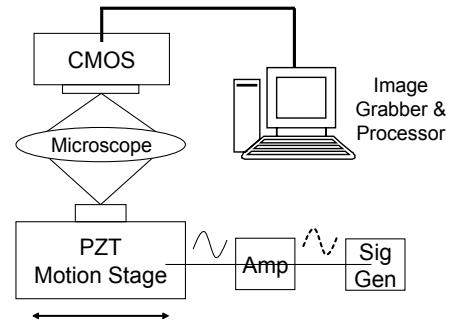 CMOS
Image
Grabber &
Processor
Microscope
PZT
Motion Stage
Amp
Sig
Gen